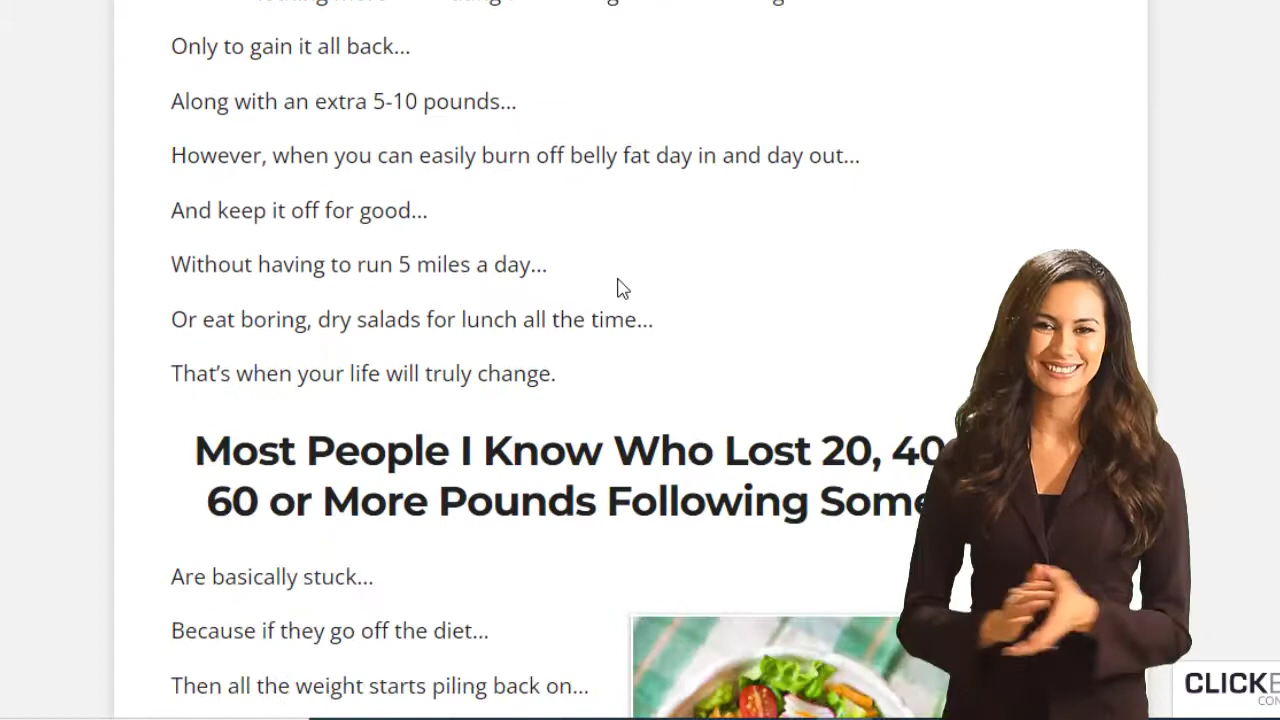 Only to gain it all back...
Along with an extra 5-10 pounds...
However, when you can easily burn off belly fat day in and day out...
And keep it off for good...
Without having to run 5 miles a day...
Or eat boring, dry salads for lunch all the time...
That’s when your life will truly change.
Most People I Know Who Lost 20, 40
60 or More Pounds Following Some
Are basically stuck...
Because if they go off the diet...
Then all the weight starts piling back on...
CLICK